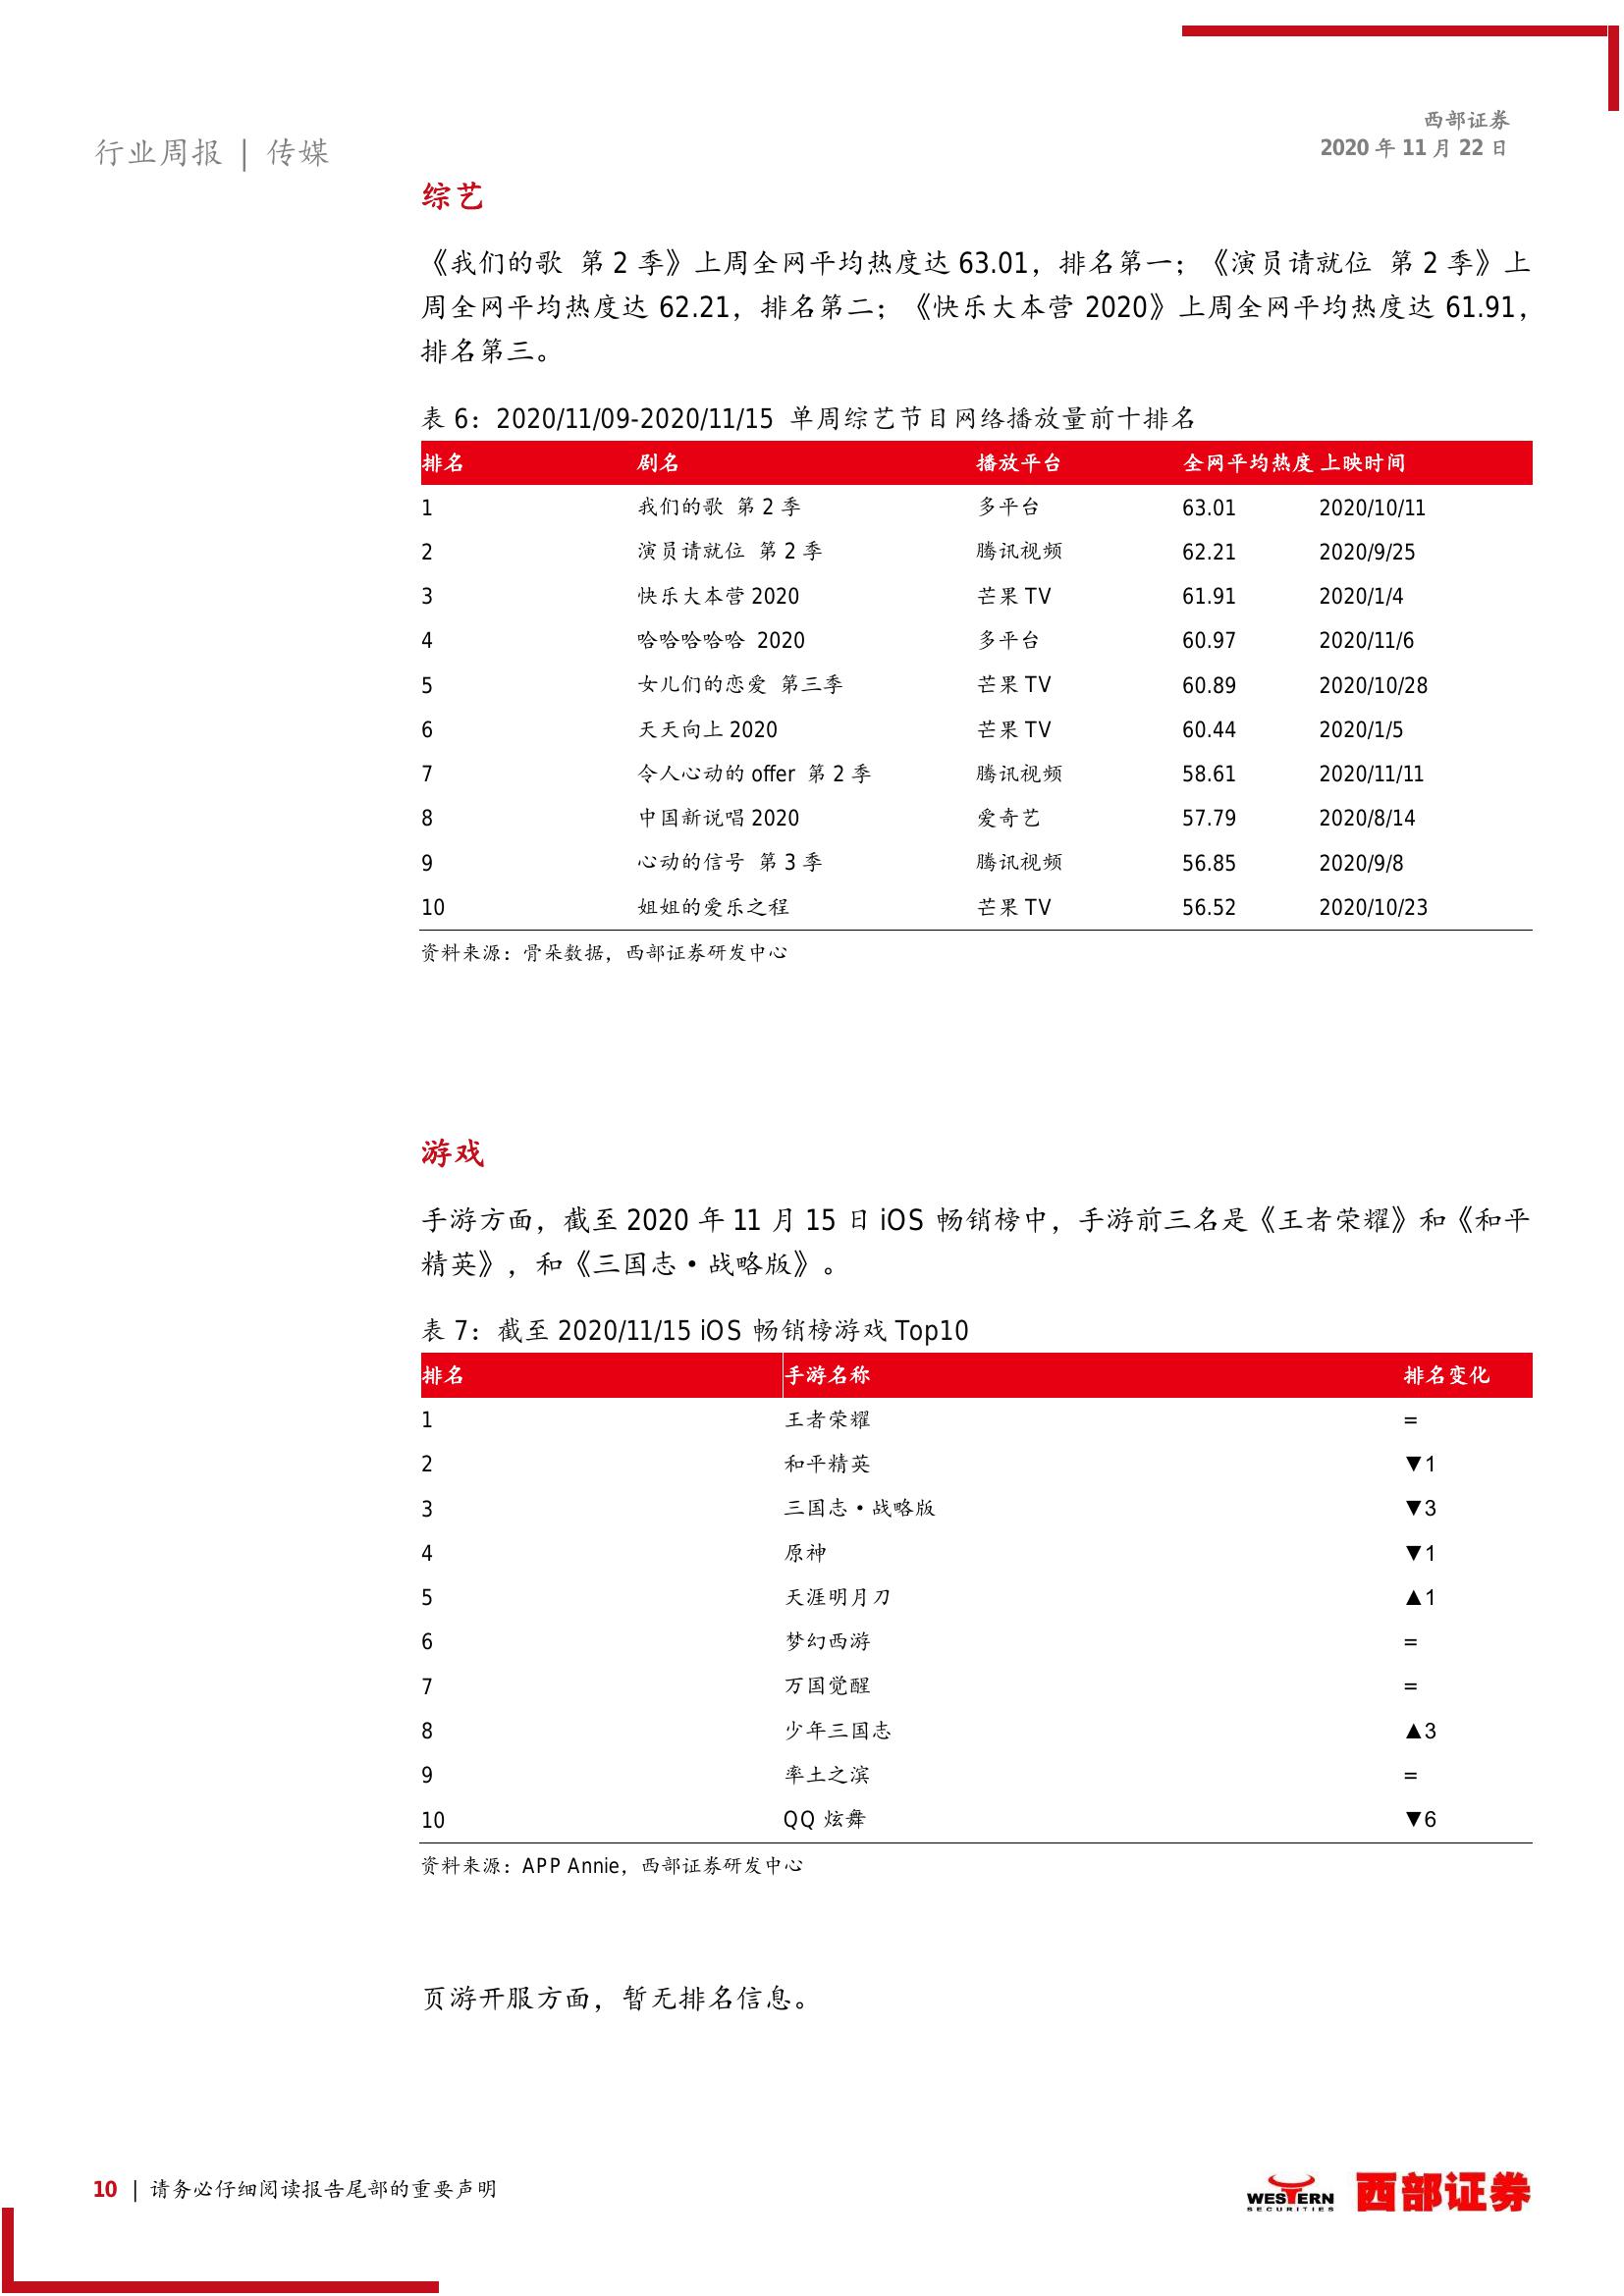 西部证券
行业周报 | 传媒
2020 年 11 月 22 日
综艺
《我们的歌 第 2 季》上周全网平均热度达 63.01，排名第一；《演员请就位 第 2 季》上
周全网平均热度达 62.21，排名第二；《快乐大本营 2020》上周全网平均热度达 61.91，
排名第三。
表 6：2020/11/09-2020/11/15 单周综艺节目网络播放量前十排名
排名 剧名 播放平台 全网平均热度 上映时间
1 我们的歌 第 2 季 多平台 63.01 2020/10/11
2 演员请就位 第 2 季 腾讯视频 62.21 2020/9/25
3 快乐大本营 2020 芒果 TV 61.91 2020/1/4
4 哈哈哈哈哈 2020 多平台 60.97 2020/11/6
5 女儿们的恋爱 第三季 芒果 TV 60.89 2020/10/28
6 天天向上 2020 芒果 TV 60.44 2020/1/5
7 令人心动的 offer 第 2 季 腾讯视频 58.61 2020/11/11
8 中国新说唱 2020 爱奇艺 57.79 2020/8/14
9 心动的信号 第 3 季 腾讯视频 56.85 2020/9/8
10 姐姐的爱乐之程 芒果 TV 56.52 2020/10/23
资料来源：骨朵数据，西部证券研发中心
游戏
手游方面，截至 2020 年 11 月 15 日 iOS 畅销榜中，手游前三名是《王者荣耀》和《和平
精英》，和《三国志•战略版》。
表 7：截至 2020/11/15 iOS 畅销榜游戏 Top10
排名 手游名称 排名变化
1 王者荣耀 =
2 和平精英 ▼1
3 三国志•战略版 ▼3
4 原神 ▼1
5 天涯明月刀 ▲1
6 梦幻西游 =
7 万国觉醒 =
8 少年三国志 ▲3
9 率土之滨 =
10 QQ 炫舞 ▼6
资料来源：APP Annie，西部证券研发中心
页游开服方面，暂无排名信息。
10 | 请务必仔细阅读报告尾部的重要声明
WESTERN
SECURITIES
西部证券